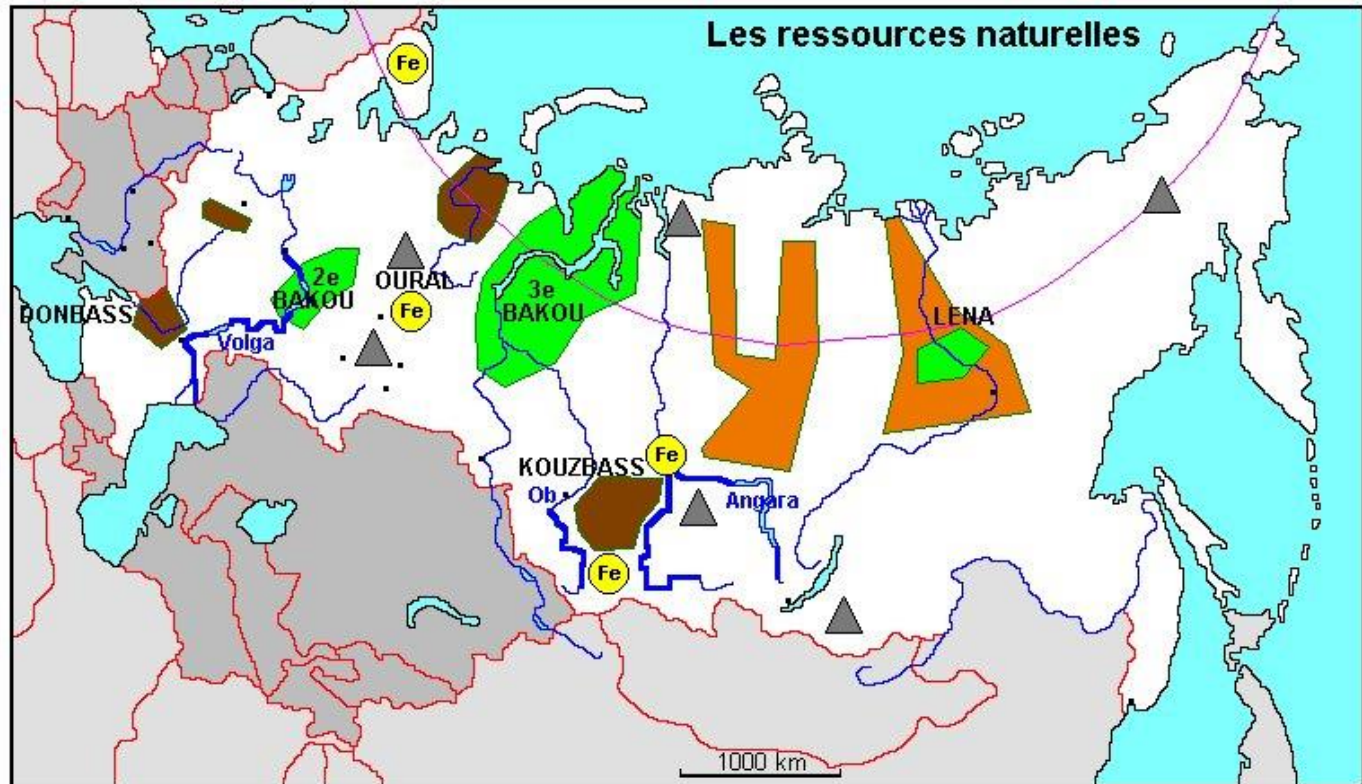 Les ressources naturelles
Fe
2e
BAKOU
OURAL
3e
BAKOU
DONBASS
Fe
Volga
LENA
KOUZBASS
Fe
Ob
Angara
Fe
1000 km